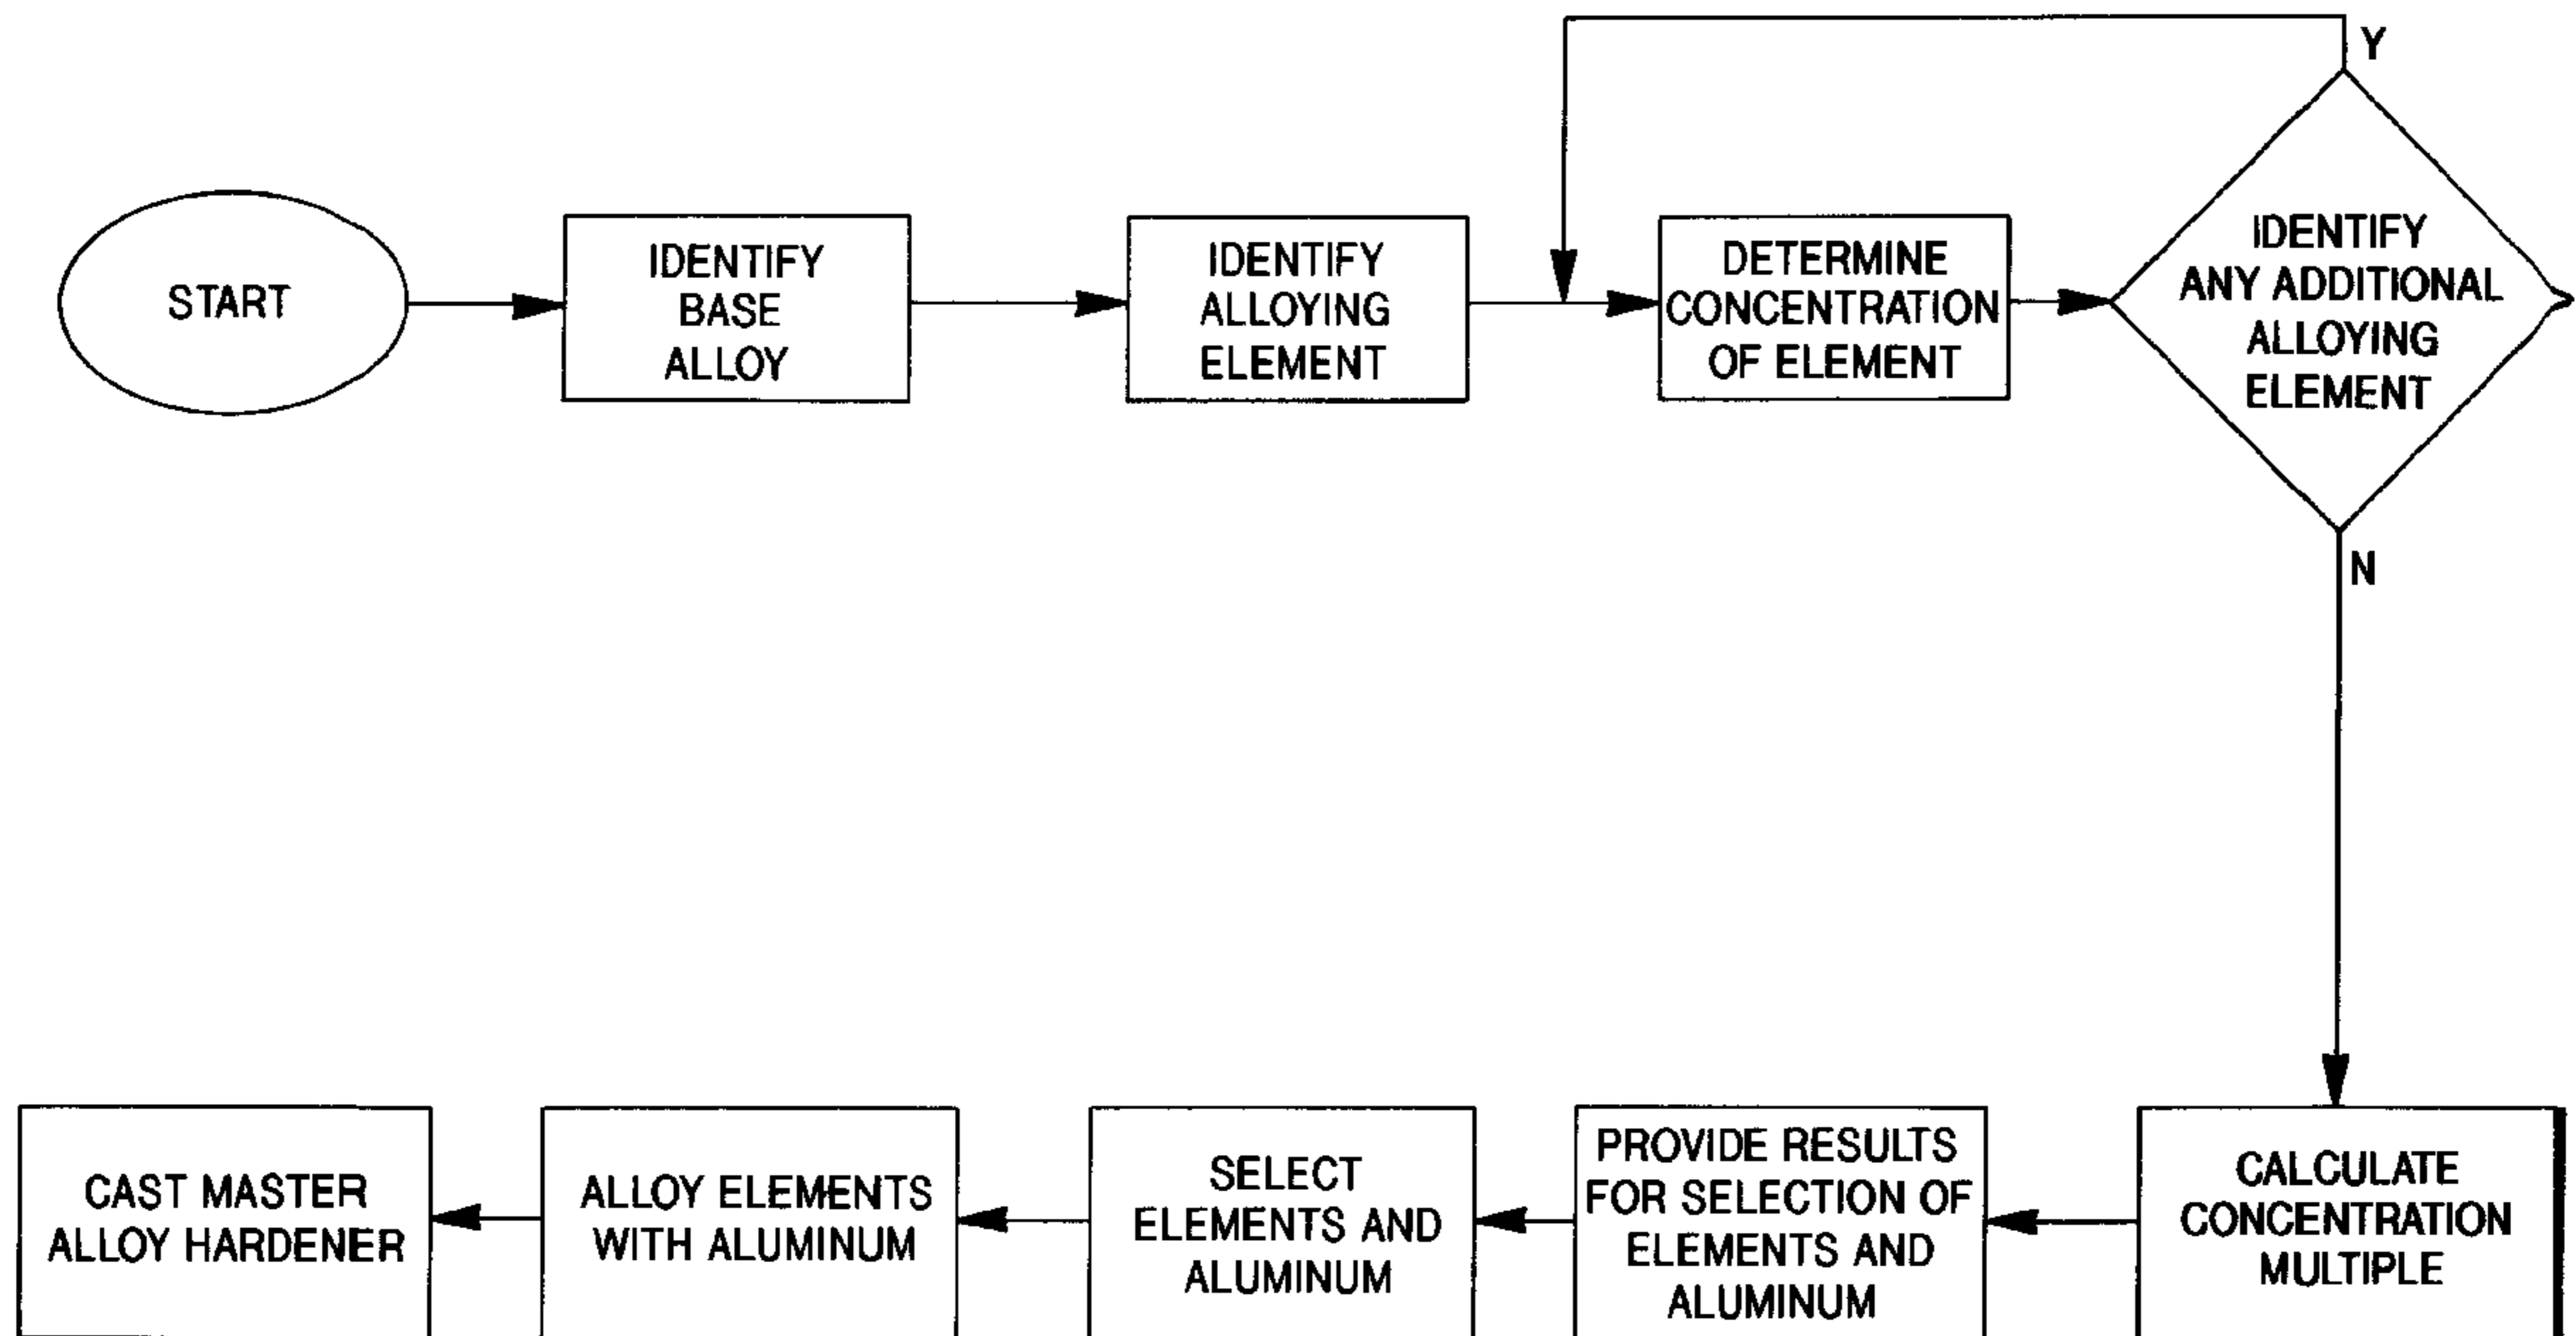 START
IDENTIFY
BASE
ALLOY
IDENTIFY
ALLOYING
ELEMENT
DETERMINE
CONCENTRATION
OF ELEMENT
Y
IDENTIFY
ANY ADDITIONAL
ALLOYING
ELEMENT
N
CALCULATE
CONCENTRATION
MULTIPLE
PROVIDE RESULTS
FOR SELECTION OF
ELEMENTS AND
ALUMINUM
SELECT
ELEMENTS AND
ALUMINUM
ALLOY ELEMENTS
WITH ALUMINUM
CAST MASTER
ALLOY HARDENER